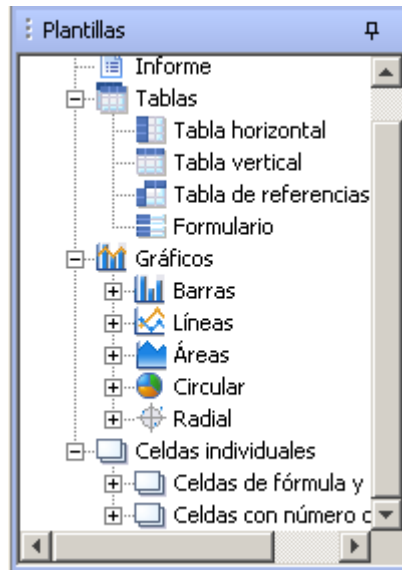 Plantillas
Informe
Tablas
Tabla horizontal
Tabla vertical
Tabla de referencias
Formulario
Gráficos
Barras
Líneas
Áreas
Circular
Radial
Celdas individuales
Celdas de fórmula y
Celdas con número